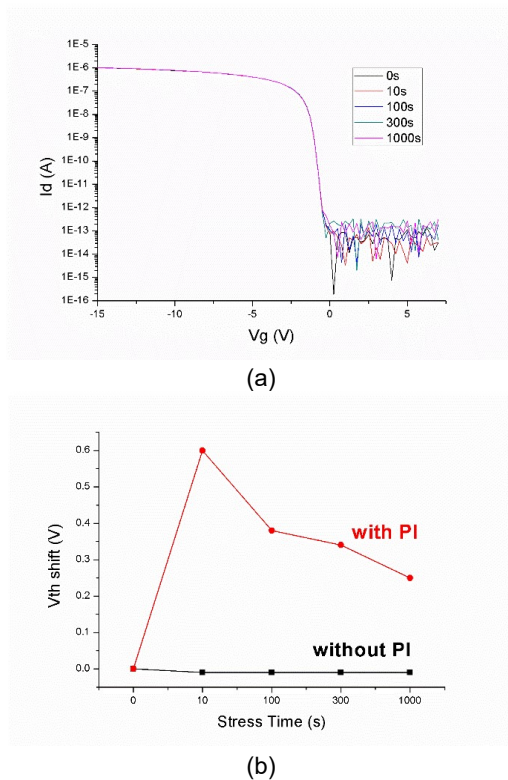 1E-4
1E-5
1E-6
1E-7
1E-8
1E-9
1E-10
1E-11
1E-12
1E-13
1E-14
1E-15
1E-16
Id (A)
0s
10s
100s
300s
1000s
-15 -10 -5 0 5
Vg (V)
(a)
0.6
0.5
0.4
0.3
0.2
0.1
0.0
Vth shift (V)
with PI
without PI
0 10 100 300 1000
Stress Time (s)
(b)